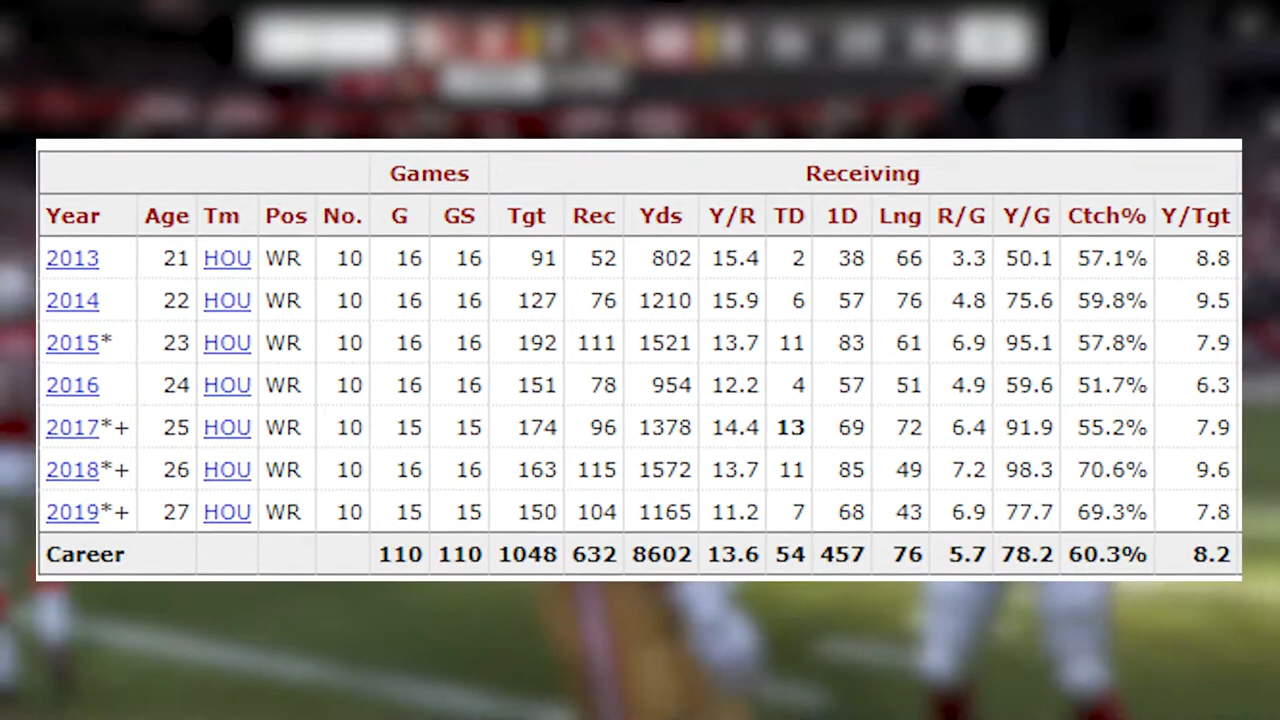 Games Receiving
Year Age Tm Pos No. G GS Tgt Rec Yds Y/R TD 1D Lng R/G Y/G Ctch% Y/Tgt
2013 21 HOU WR 10 16 16 91 52 802 15.4 2 38 66 3.3 50.1 57.1% 8.8
2014 22 HOU WR 10 16 16 127 76 1210 15.9 6 57 76 4.8 75.6 59.8% 9.5
2015* 23 HOU WR 10 16 16 192 111 1521 13.7 11 83 61 6.9 95.1 57.8% 7.9
2016 24 HOU WR 10 16 16 151 78 954 12.2 4 57 51 4.9 59.6 51.7% 6.3
2017*+ 25 HOU WR 10 15 15 174 96 1378 14.4 13 69 72 6.4 91.9 55.2% 7.9
2018*+ 26 HOU WR 10 16 16 163 115 1572 13.7 11 85 49 7.2 98.3 70.6% 9.6
2019*+ 27 HOU WR 10 15 15 150 104 1165 11.2 7 68 43 6.9 77.7 69.3% 7.8
Career 110 110 1048 632 8602 13.6 54 457 76 5.7 78.2 60.3% 8.2